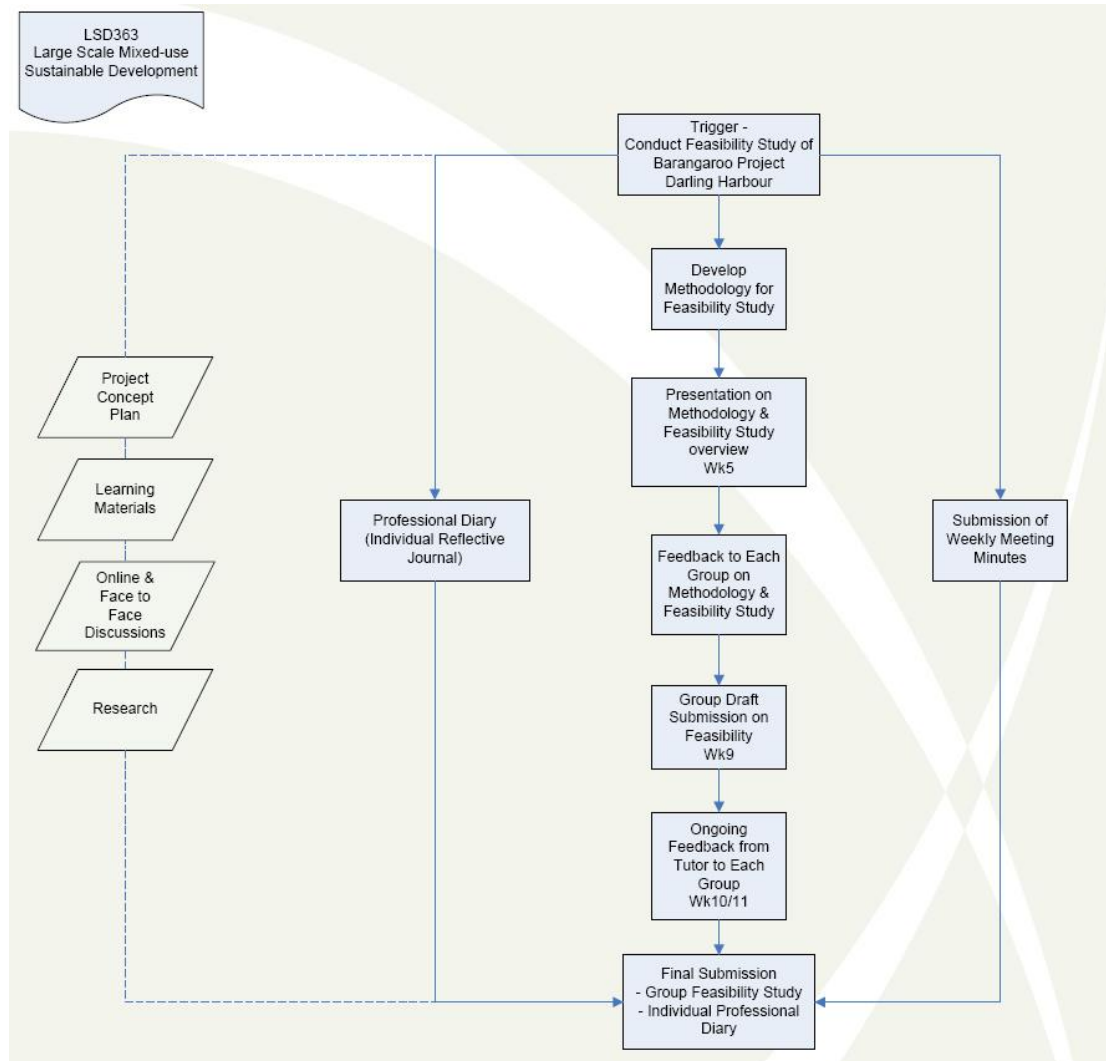 LSD363
Large Scale Mixed-use
Sustainable Development
Trigger -
Conduct Feasibility Study of
Barangaroo Project
Darling Harbour
Develop
Methodology for
Feasibility Study
Project
Concept
Plan
Presentation on
Methodology &
Feasibility Study
overview
Wk5
Learning
Materials
Professional Diary
(Individual Reflective
Journal)
Submission of
Weekly Meeting
Minutes
Feedback to Each
Group on
Methodology &
Feasibility Study
Online &
Face to
Face
Discussions
Research
Group Draft
Submission on
Feasibility
Wk9
Ongoing
Feedback from
Tutor to Each
Group
Wk10/11
Final Submission
- Group Feasibility Study
- Individual Professional
Diary